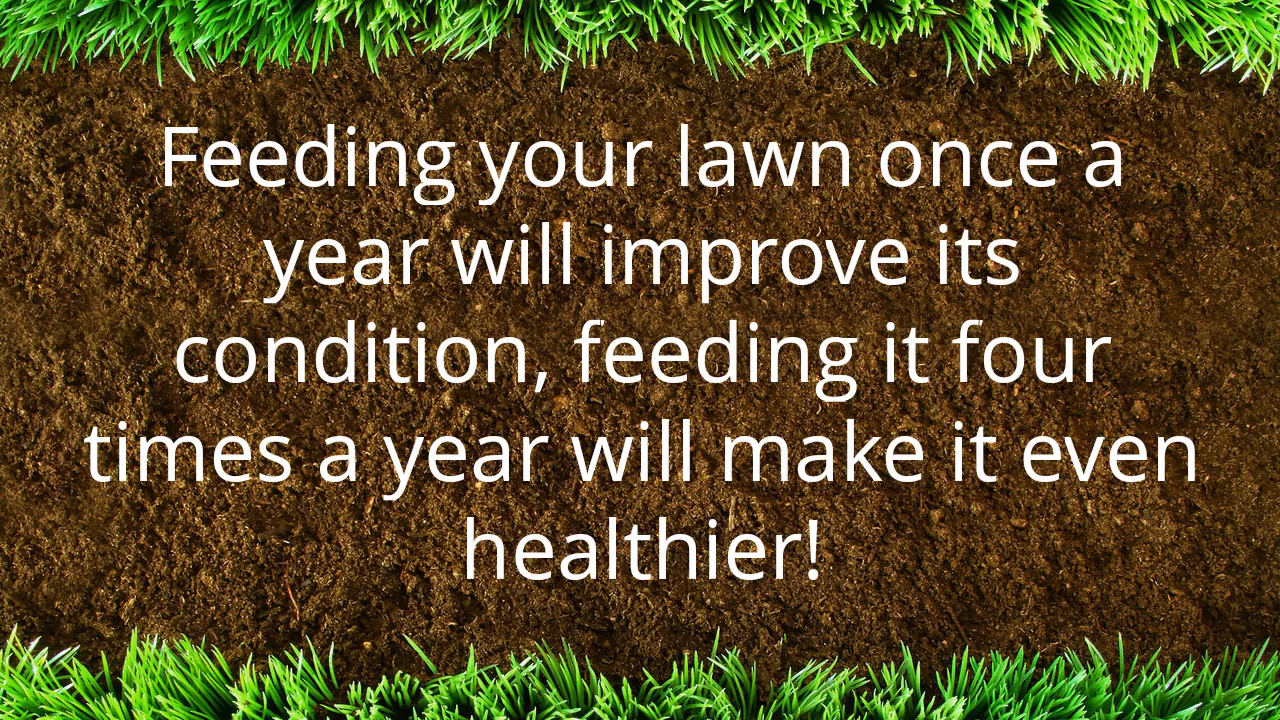 Feeding your lawn once a
year will improve its
condition, feeding it four
times a year will make it even
healthier!